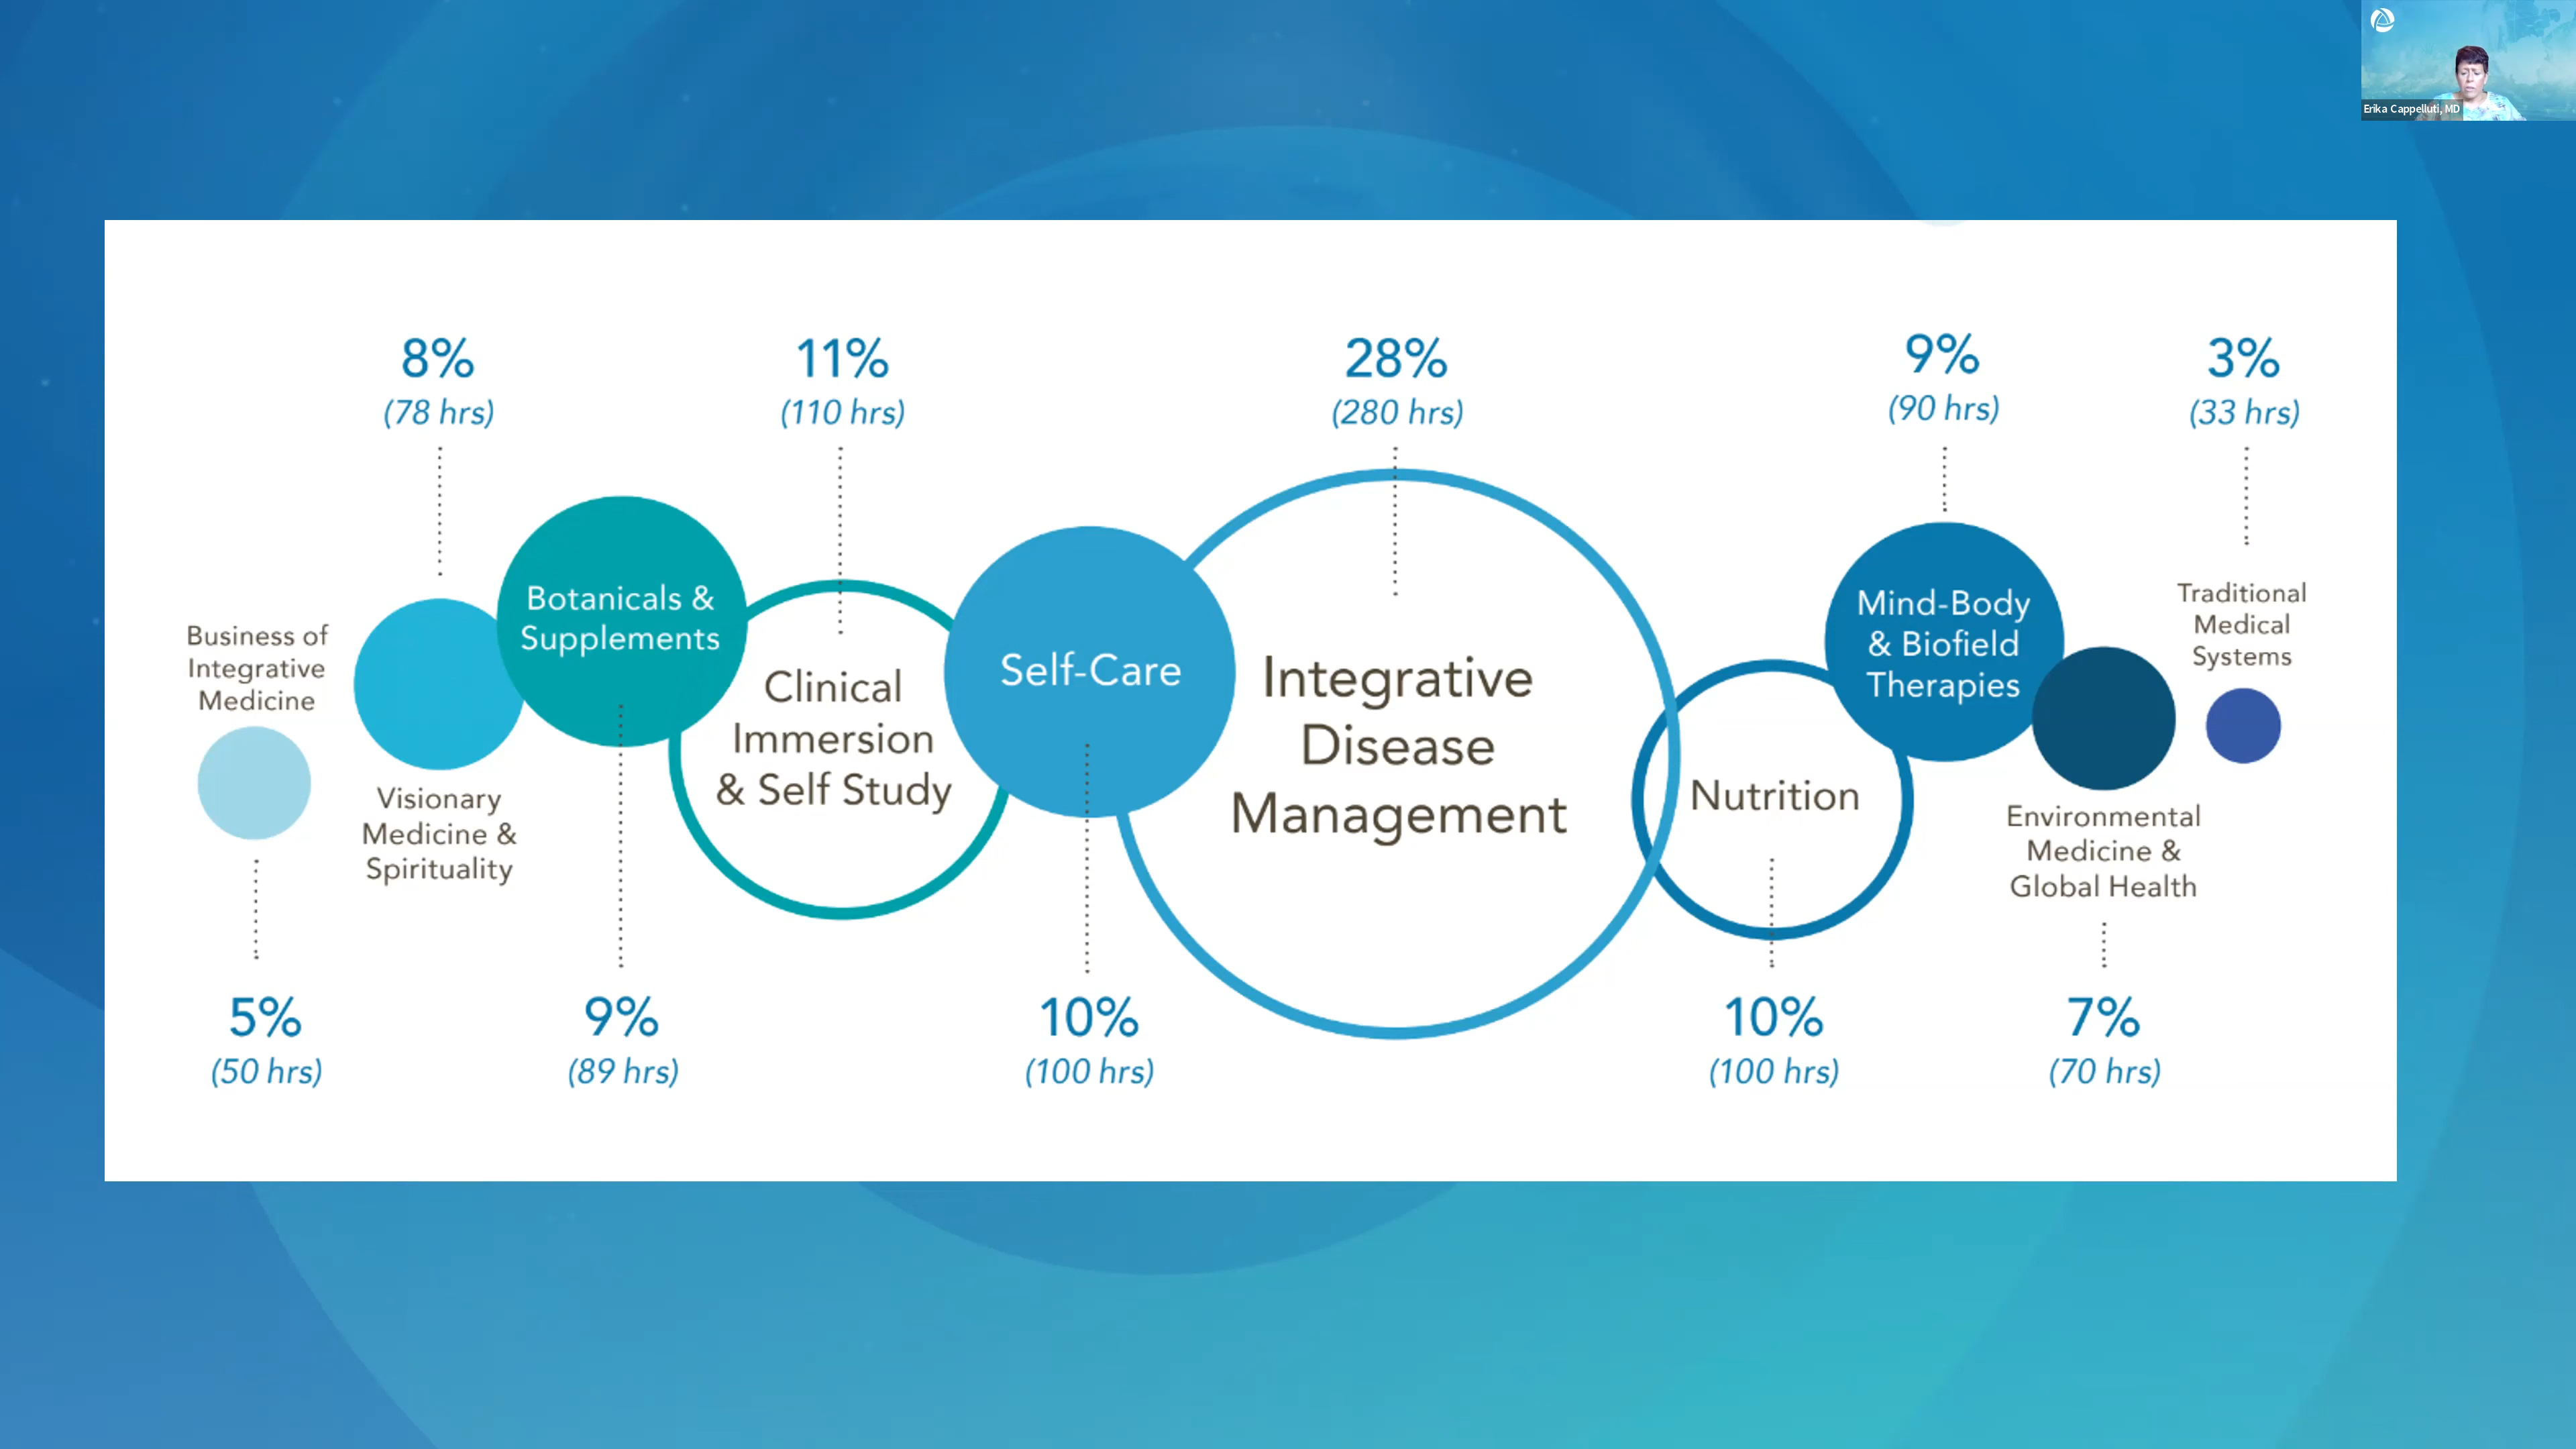 Erika Cappelluti, MD
8%
(78 hrs)
11%
(110 hrs)
28%
(280 hrs)
9%
(90 hrs)
3%
(33 hrs)
Business of
Integrative
Medicine
Visionary
Medicine &
Spirituality
Botanicals &
Supplements
Clinical
Immersion
& Self Study
Self-Care
Integrative
Disease
Management
Nutrition
Mind-Body
& Biofield
Therapies
Environmental
Medicine &
Global Health
Traditional
Medical
Systems
5%
(50 hrs)
9%
(89 hrs)
10%
(100 hrs)
10%
(100 hrs)
7%
(70 hrs)